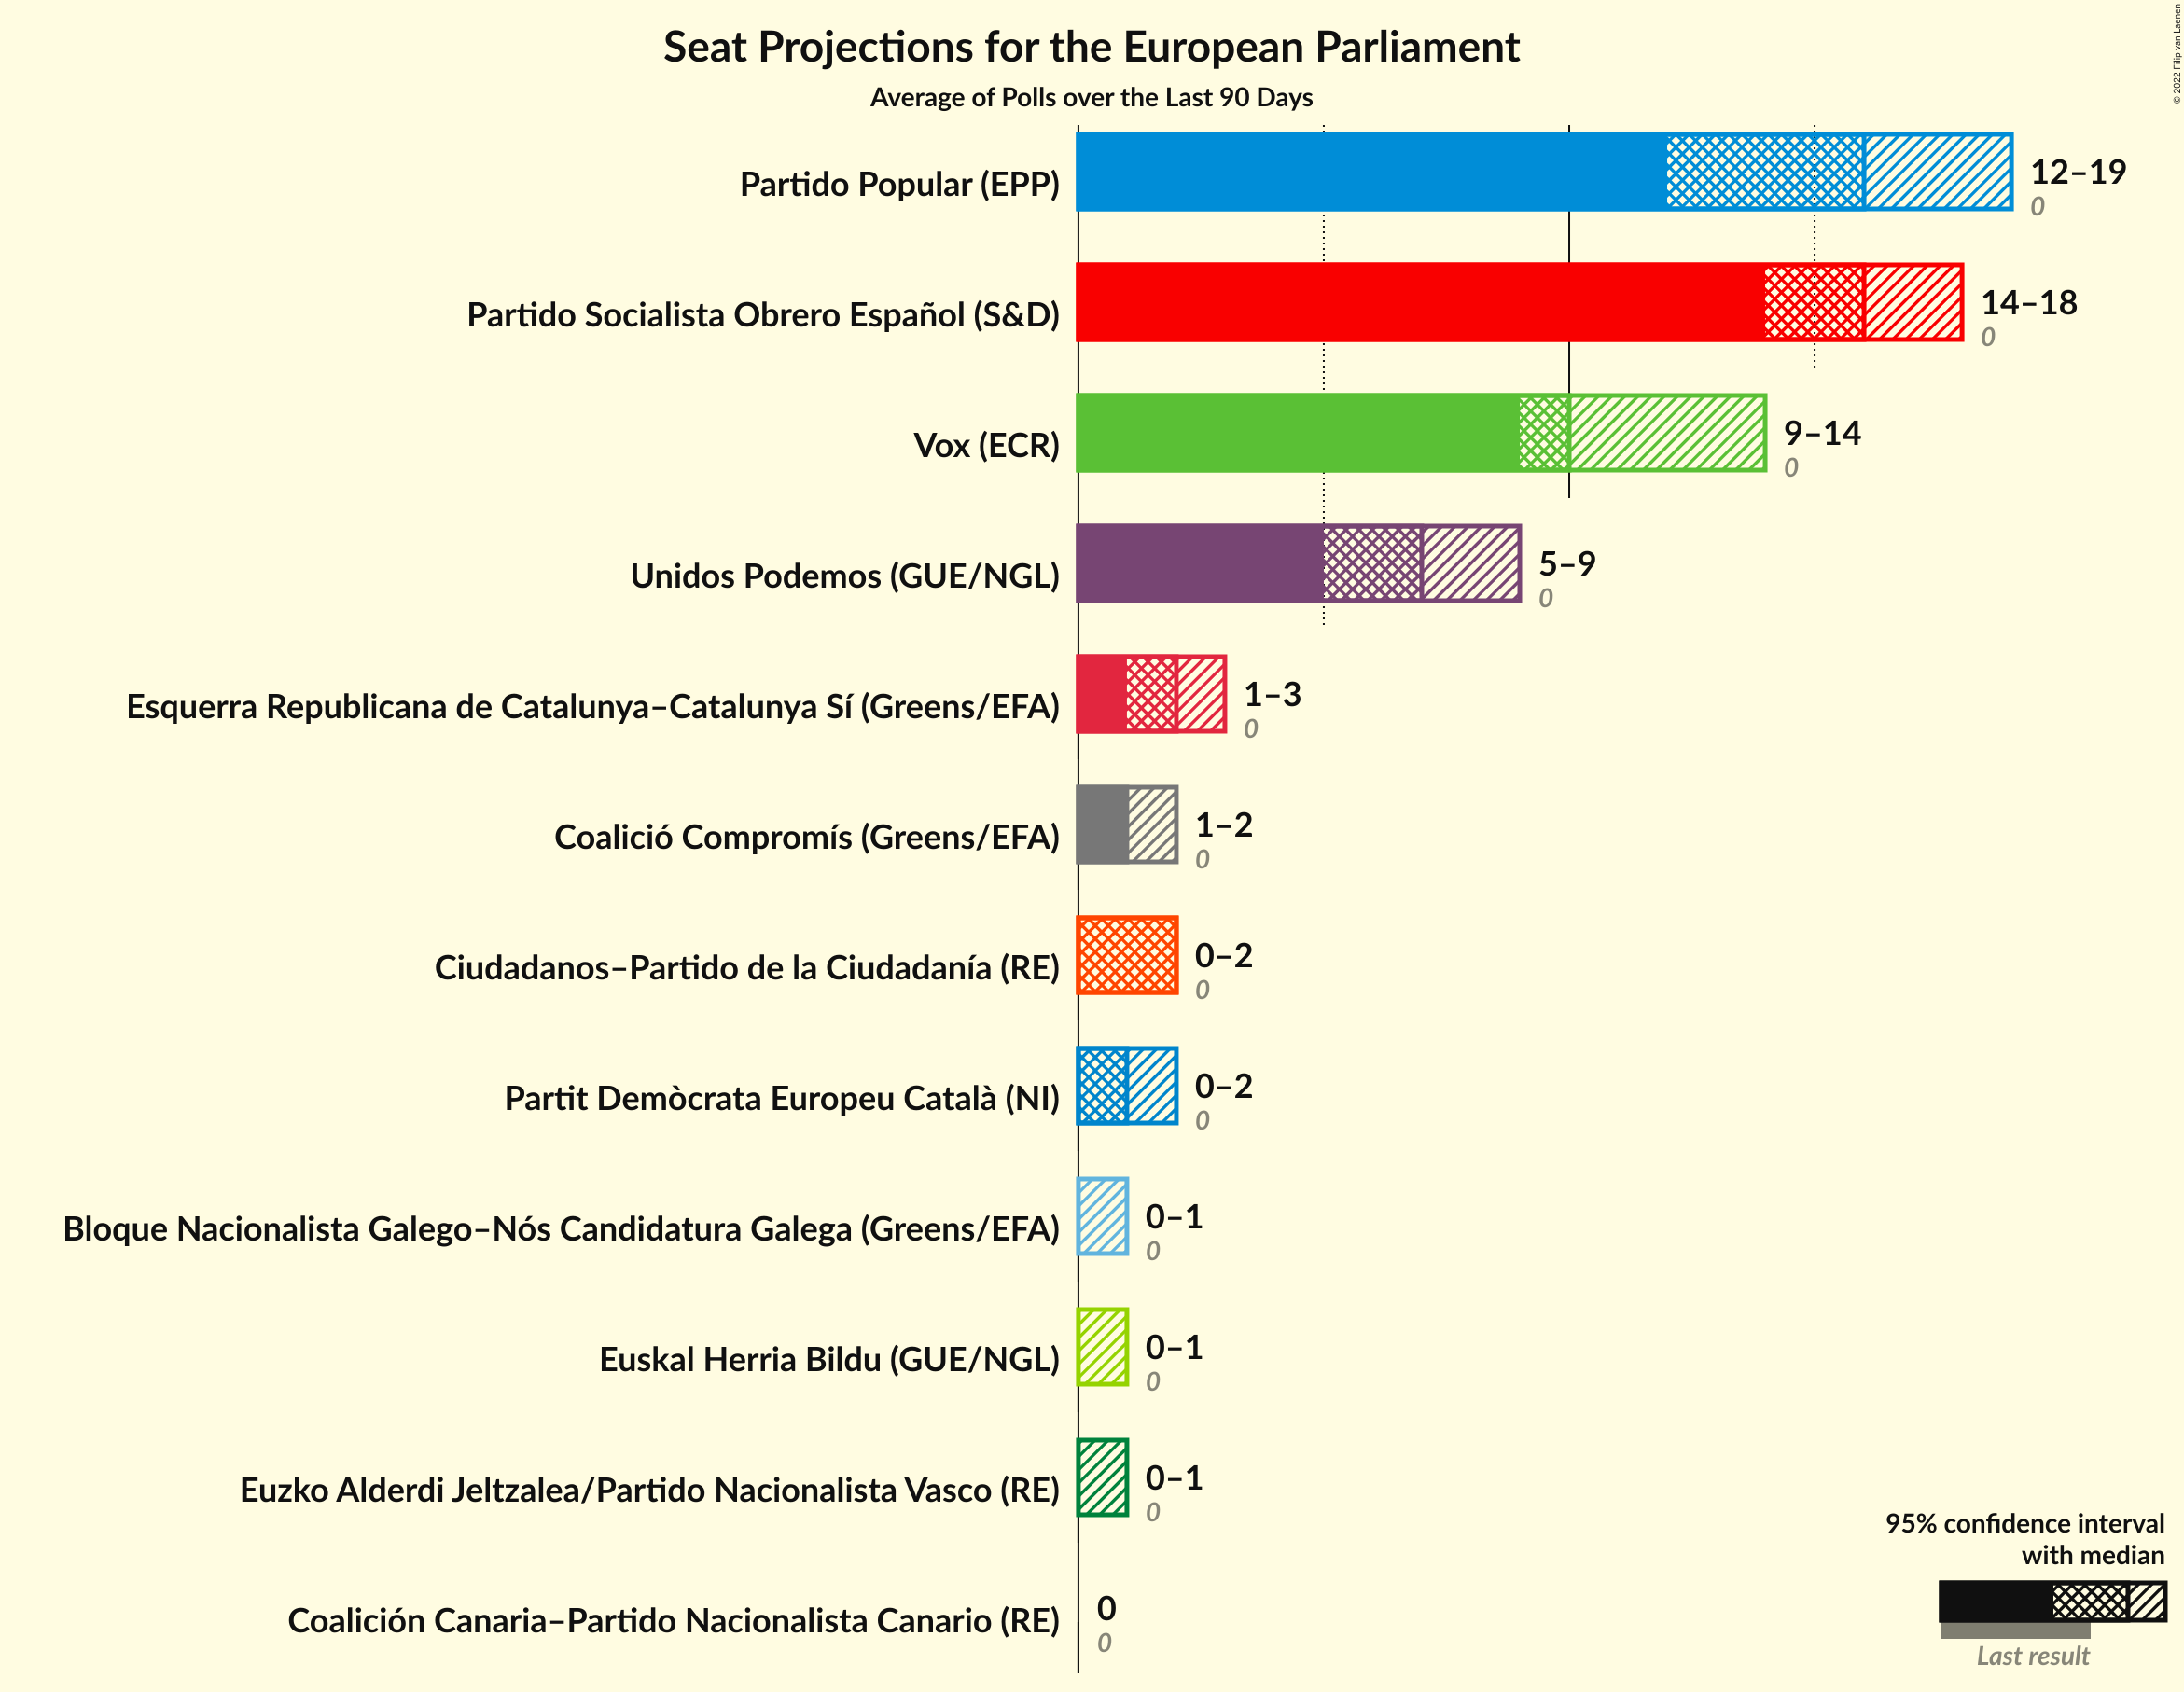 Seat Projections for the European Parliament
Average of Polls over the Last 90 Days
© 2022 Filip van Laenen
Partido Popular (EPP)
12–19
0
Partido Socialista Obrero Español (S&D)
14–18
0
Vox (ECR)
9–14
0
Unidos Podemos (GUE/NGL)
5–9
0
Esquerra Republicana de Catalunya–Catalunya Sí (Greens/EFA)
1–3
0
Coalició Compromís (Greens/EFA)
1–2
0
Ciudadanos–Partido de la Ciudadanía (RE)
0–2
0
Partit Demòcrata Europeu Català (NI)
0–2
0
Bloque Nacionalista Galego–Nós Candidatura Galega (Greens/EFA)
0–1
0
Euskal Herria Bildu (GUE/NGL)
0–1
0
Euzko Alderdi Jeltzalea/Partido Nacionalista Vasco (RE)
0–1
0
Coalición Canaria–Partido Nacionalista Canario (RE)
0
0
95% confidence interval
with median
Last result